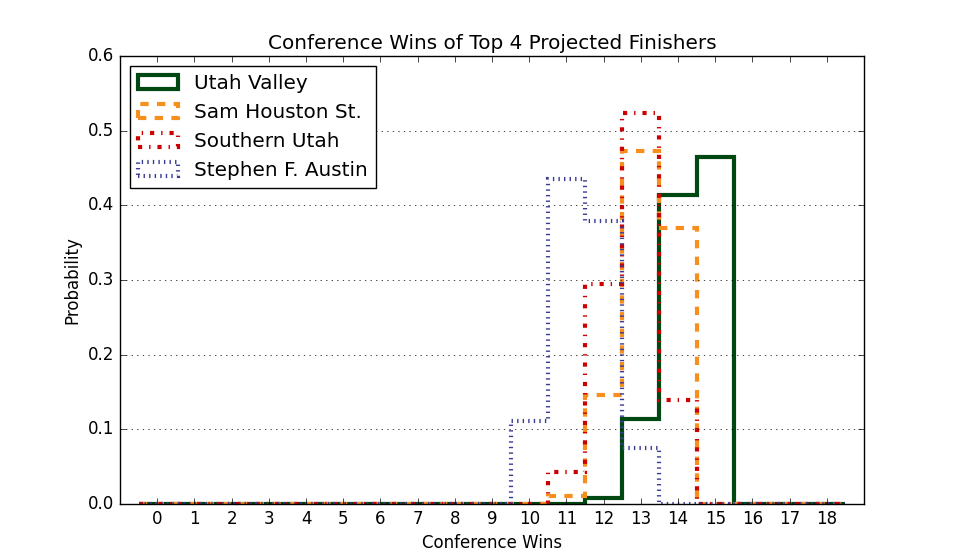 Conference Wins of Top 4 Projected Finishers
0.6
0.5
0.4
0.3
0.2
0.1
0.0
Probability
Utah Valley
Sam Houston St.
Southern Utah
Stephen F. Austin
0 1 2 3 4 5 6 7 8 9 10 11 12 13 14 15 16 17 18
Conference Wins